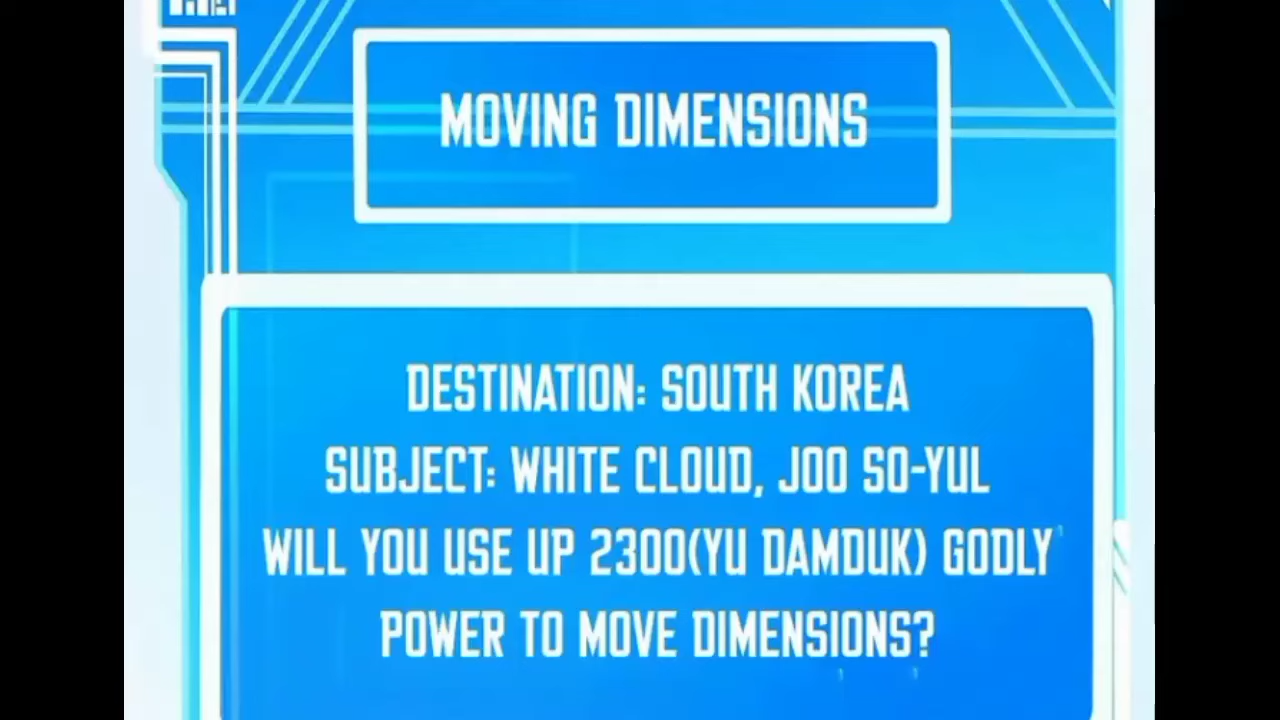 MOVING DIMENSIONS
DESTINATION: SOUTH KOREA
SUBJECT: WHITE CLOUD, JOO SO-YUL
WILL YOU USE UP 2300(YU DAMDUK) GODLY
POWER TO MOVE DIMENSIONS?